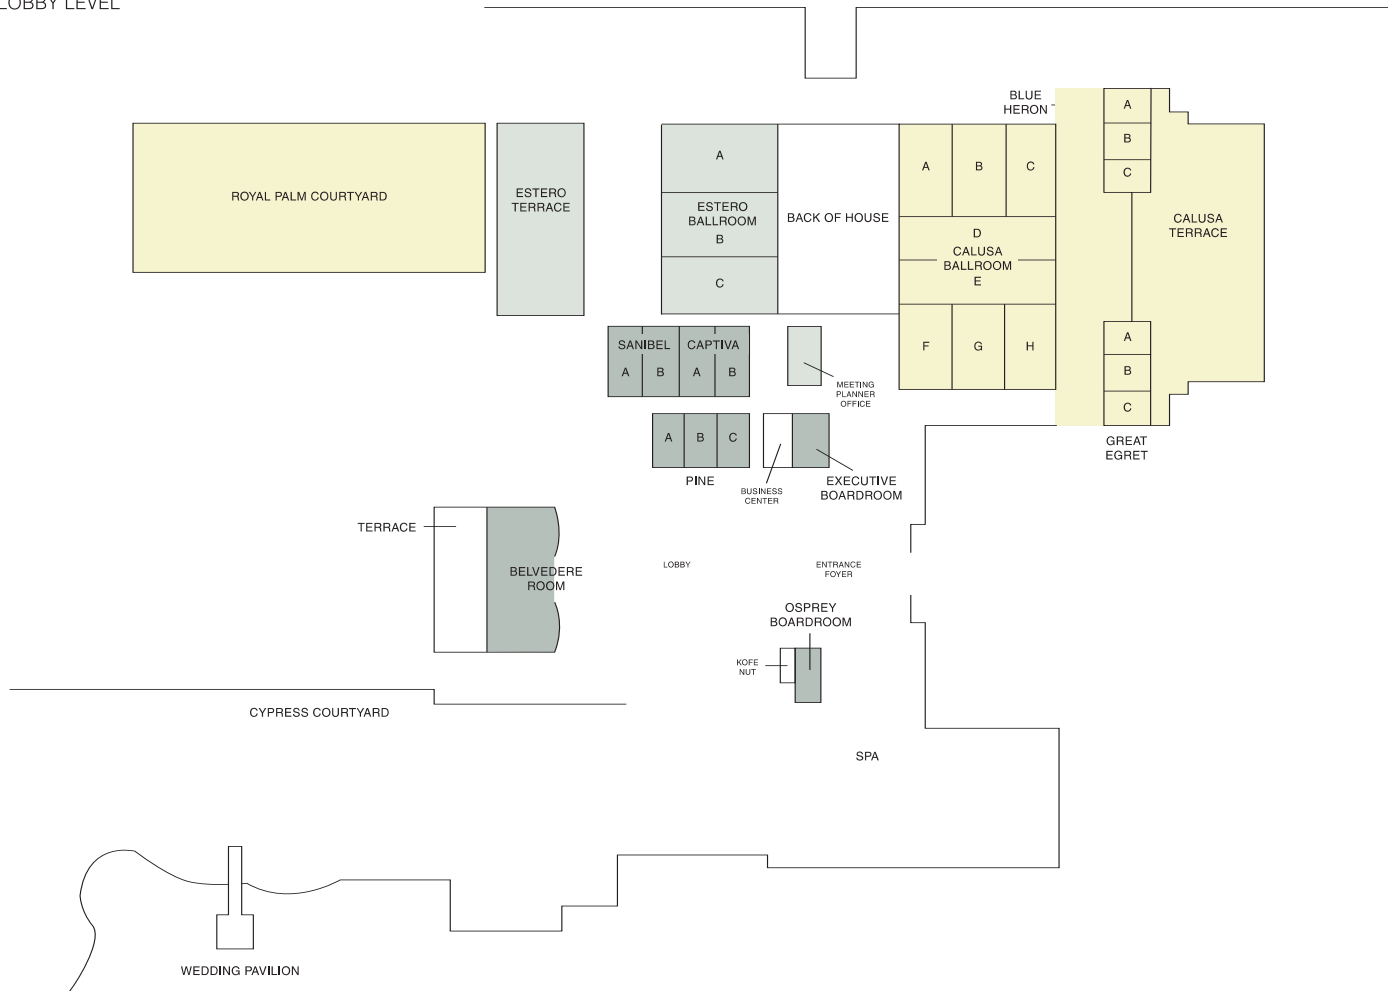 LOBBY LEVEL
BLUE
HERON
A
B
C
ROYAL PALM COURTYARD
ESTERO
TERRACE
A
ESTERO
BALLROOM
B
C
BACK OF HOUSE
A
B
C
D
CALUSA
BALLROOM
E
F
G
H
CALUSA
TERRACE
A
B
C
GREAT
EGRET
SANIBEL
A
B
CAPTIVA
A
B
MEETING
PLANNER
OFFICE
A
B
C
PINE
BUSINESS
CENTER
EXECUTIVE
BOARDROOM
TERRACE
BELVEDERE
ROOM
LOBBY
ENTRANCE
FOYER
OSPREY
BOARDROOM
KOFE
NUT
CYPRESS COURTYARD
SPA
WEDDING PAVILION